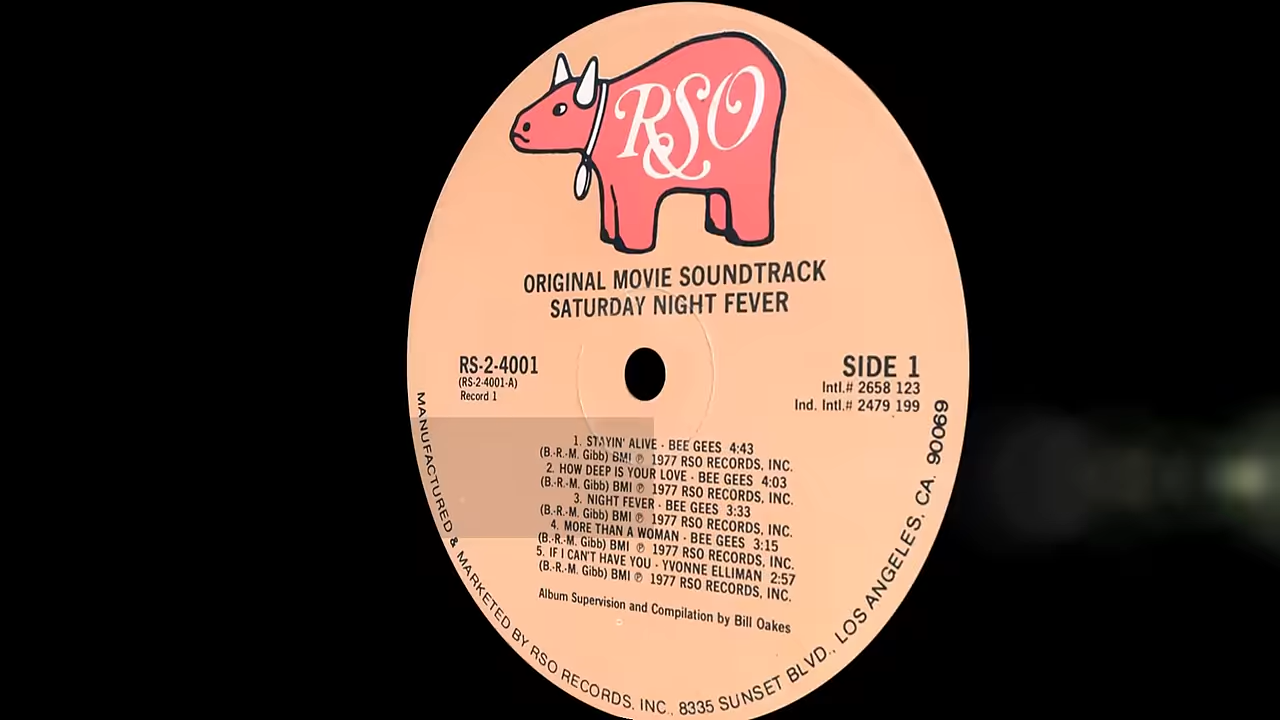 RSO
ORIGINAL MOVIE SOUNDTRACK
SATURDAY NIGHT FEVER
RS-2-4001
(RS-2-4001-A)
Record 1
SIDE 1
Intl.# 2658 123
Ind. Intl.# 2479 199
1. STAYIN' ALIVE - BEE GEES 4:43
(B.-R.-M. Gibb) BMI ℗ 1977 RSO RECORDS, INC.
2. HOW DEEP IS YOUR LOVE - BEE GEES 4:03
(B.-R.-M. Gibb) BMI ℗ 1977 RSO RECORDS, INC.
3. NIGHT FEVER - BEE GEES 3:33
(B.-R.-M. Gibb) BMI ℗ 1977 RSO RECORDS, INC.
4. MORE THAN A WOMAN - BEE GEES 3:15
(B.-R.-M. Gibb) BMI ℗ 1977 RSO RECORDS, INC.
5. IF I CAN'T HAVE YOU - YVONNE ELLIMAN 2:57
(B.-R.-M. Gibb) BMI ℗ 1977 RSO RECORDS, INC.
Album Supervision and Compilation by Bill Oakes
MANUFACTURED & MARKETED BY RSO RECORDS, INC., 8335 SUNSET BLVD., LOS ANGELES, CA. 90069